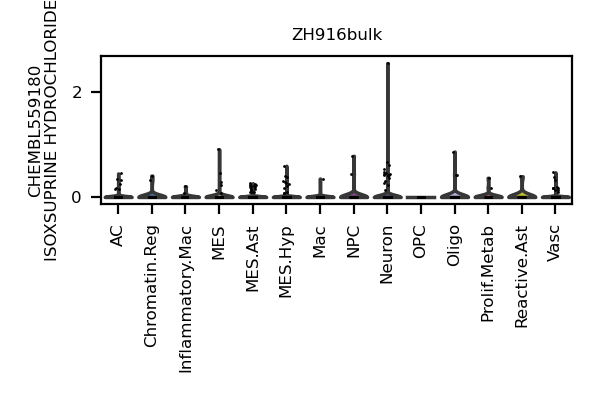 ZH916bulk
CHEMBL559180
ISOXSUPRINE HYDROCHLORIDE
2
0
AC
Chromatin.Reg
Inflammatory.Mac
MES
MES.Ast
MES.Hyp
Mac
NPC
Neuron
OPC
Oligo
Prolif.Metab
Reactive.Ast
Vasc